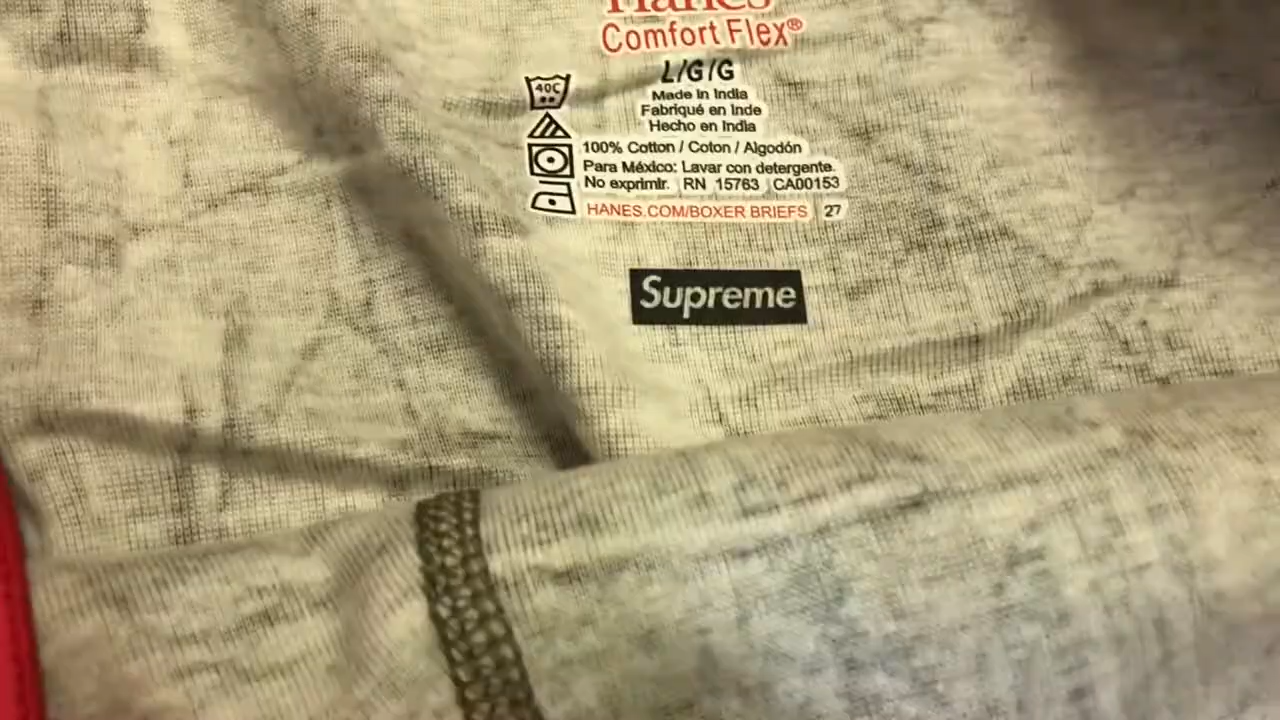 Hanes
Comfort Flex®
L/G/G
Made in India
Fabriqué en Inde
Hecho en India
40C
100% Cotton / Coton / Algodón
Para México: Lavar con detergente.
No exprimir. RN 15763 CA00153
HANES.COM/BOXER BRIEFS 27
Supreme